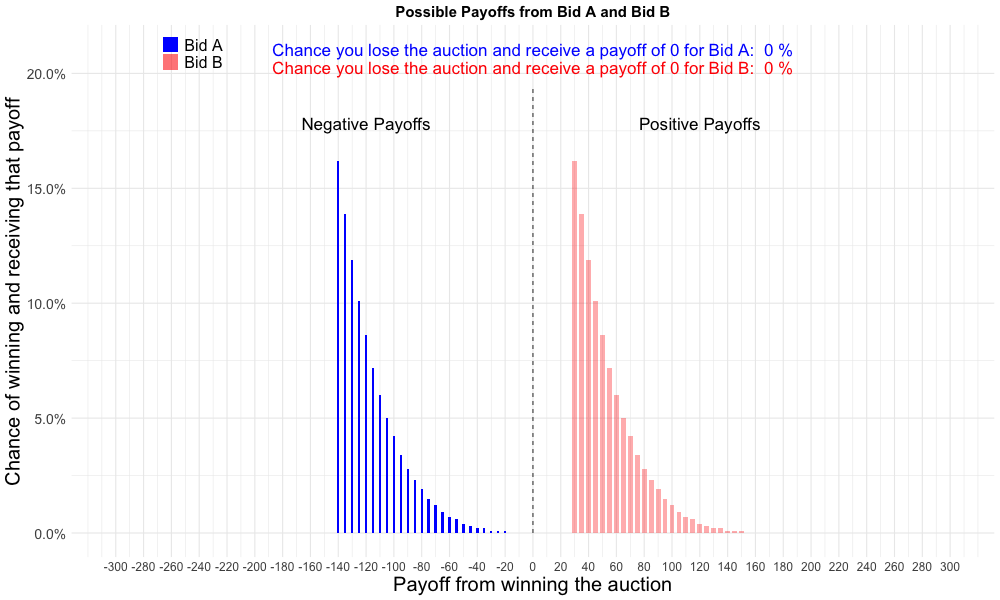 Possible Payoffs from Bid A and Bid B
Bid A
Bid B
Chance you lose the auction and receive a payoff of 0 for Bid A:  0 %
Chance you lose the auction and receive a payoff of 0 for Bid B:  0 %
Negative Payoffs
Positive Payoffs
Chance of winning and receiving that payoff
20.0%
15.0%
10.0%
5.0%
0.0%
-300 -280 -260 -240 -220 -200 -180 -160 -140 -120 -100 -80 -60 -40 -20 0 20 40 60 80 100 120 140 160 180 200 220 240 260 280 300
Payoff from winning the auction